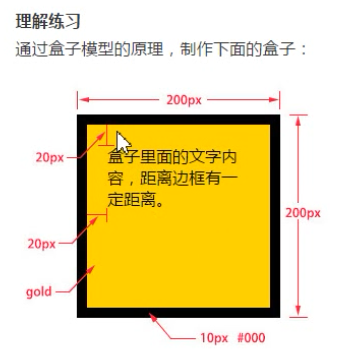 理解练习
通过盒子模型的原理，制作下面的盒子：
200px
20px
盒子里面的文字内
容，距离边框有一
定距离。
200px
20px
gold
10px #000